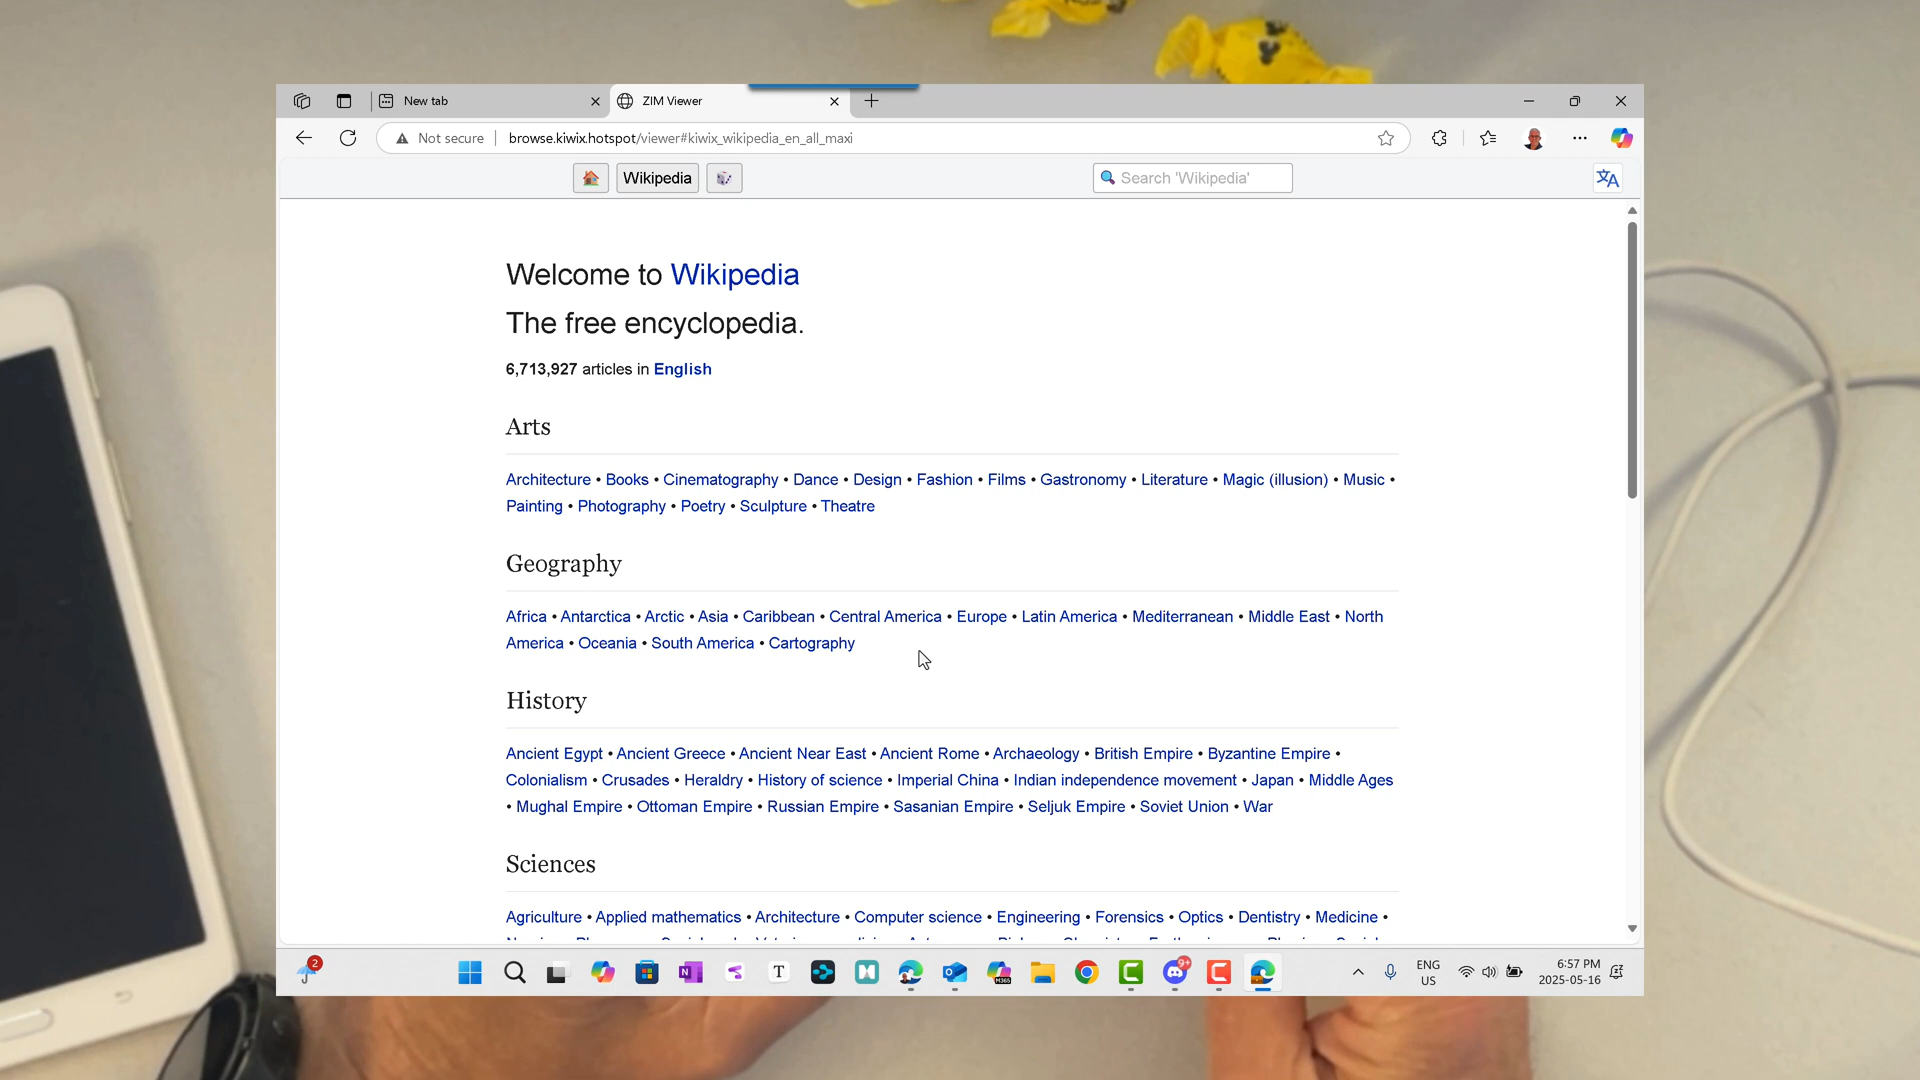 New tab
ZIM Viewer
Not secure
browse.kiwix.hotspot/viewer#kiwix_wikipedia_en_all_maxi
Wikipedia
Search 'Wikipedia'
Welcome to Wikipedia
The free encyclopedia.
6,713,927 articles in English
Arts
Architecture • Books • Cinematography • Dance • Design • Fashion • Films • Gastronomy • Literature • Magic (illusion) • Music •
Painting • Photography • Poetry • Sculpture • Theatre
Geography
Africa • Antarctica • Arctic • Asia • Caribbean • Central America • Europe • Latin America • Mediterranean • Middle East • North
America • Oceania • South America • Cartography
History
Ancient Egypt • Ancient Greece • Ancient Near East • Ancient Rome • Archaeology • British Empire • Byzantine Empire •
Colonialism • Crusades • Heraldry • History of science • Imperial China • Indian independence movement • Japan • Middle Ages
• Mughal Empire • Ottoman Empire • Russian Empire • Sasanian Empire • Seljuk Empire • Soviet Union • War
Sciences
Agriculture • Applied mathematics • Architecture • Computer science • Engineering • Forensics • Optics • Dentistry • Medicine •
2
N
T
M365
9+
ENG
US
6:57 PM
2025-05-16